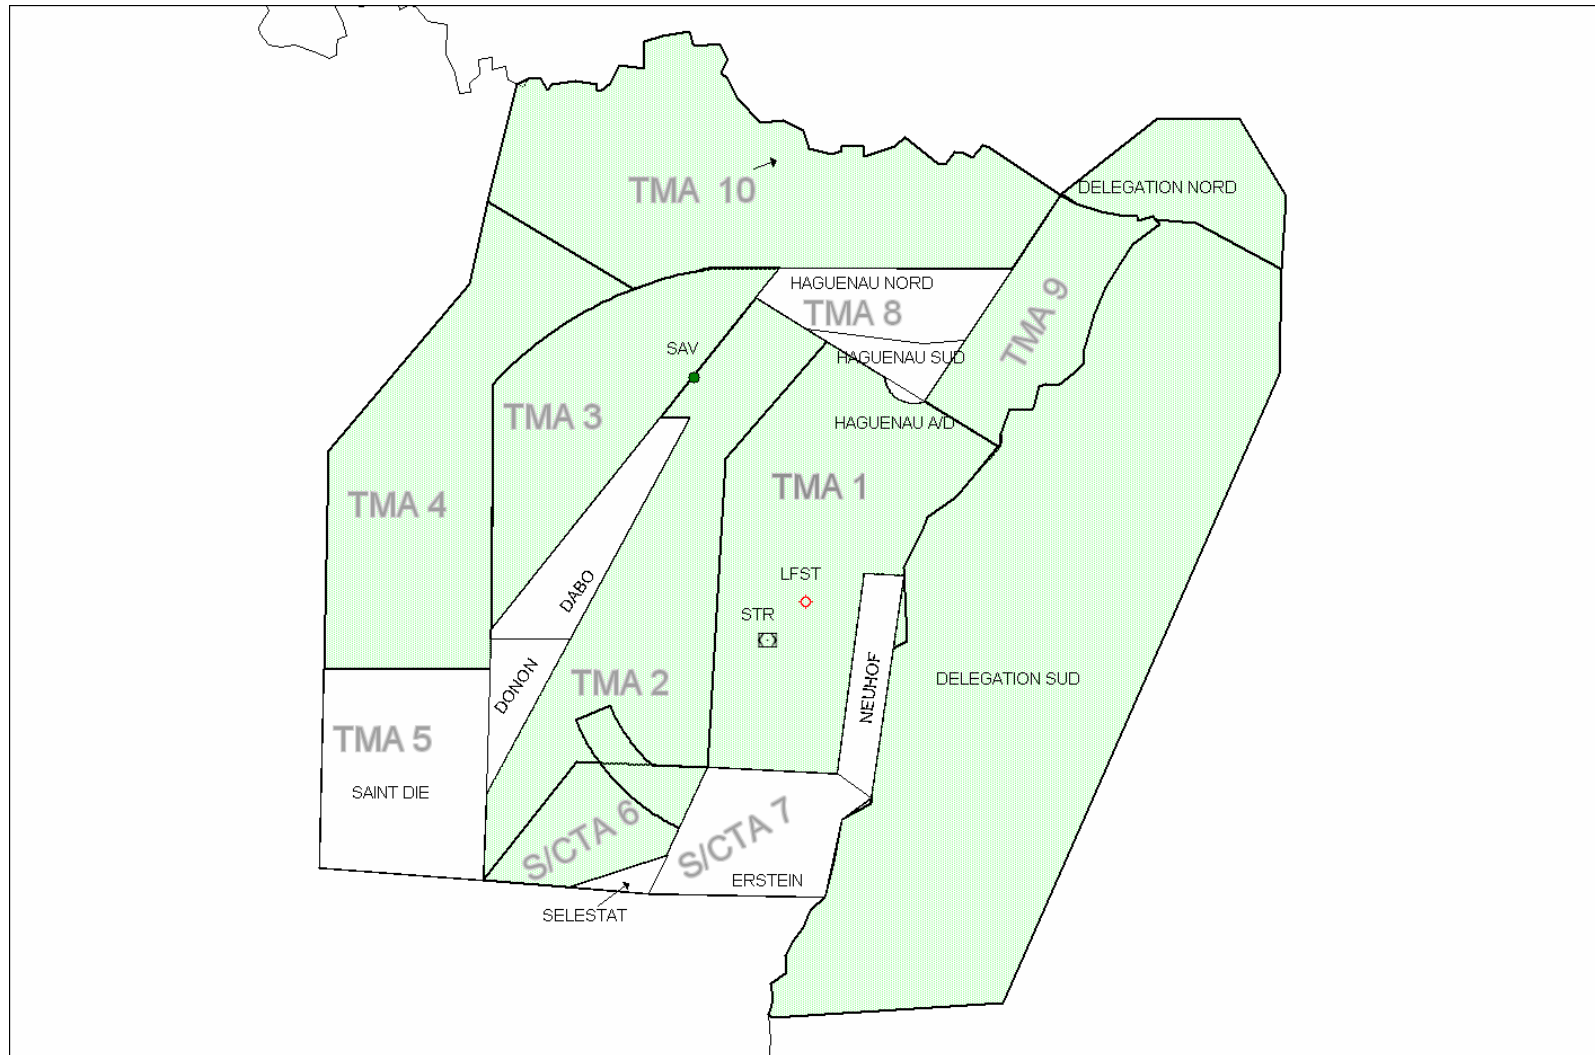 DELEGATION NORD
TMA 10
HAGUENAU NORD
TMA 8
TMA 9
SAV
HAGUENAU SUD
TMA 3
HAGUENAU A/D
TMA 4
TMA 1
LFST
DABO
STR
DONON
TMA 2
NEUHOF
DELEGATION SUD
TMA 5
SAINT DIE
S/CTA 6
S/CTA 7
ERSTEIN
SELESTAT